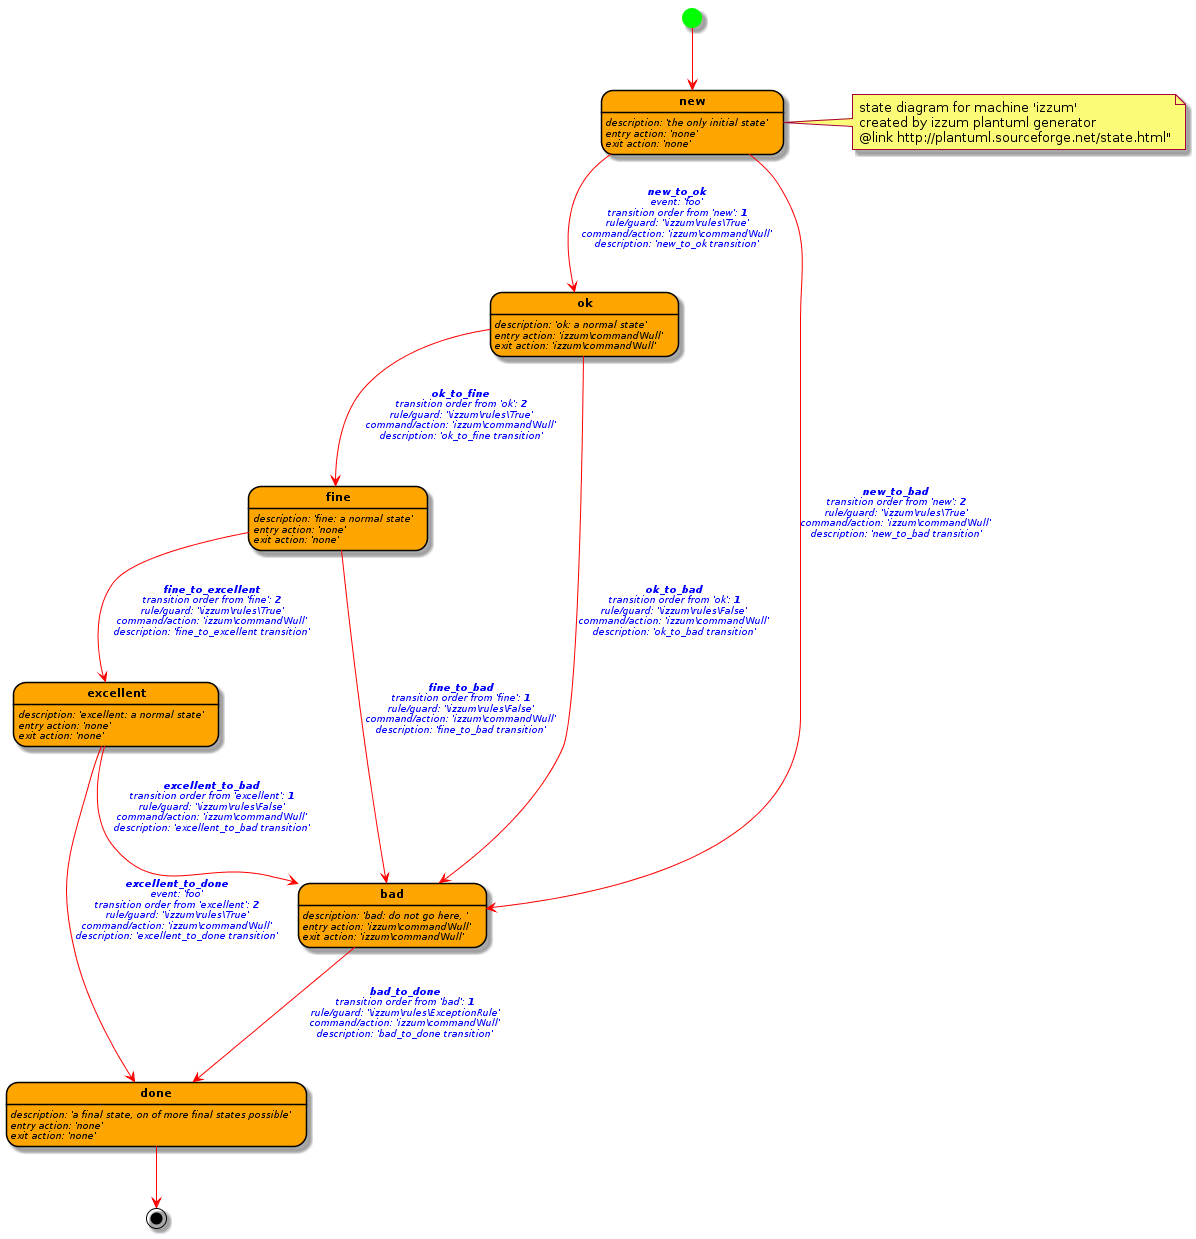 new
description: 'the only initial state'
entry action: 'none'
exit action: 'none'
state diagram for machine 'izzum'
created by izzum plantuml generator
@link http://plantuml.sourceforge.net/state.html"
new_to_ok
event: 'foo'
transition order from 'new': 1
rule/guard: '\izzum\rules\True'
command/action: 'izzum\command\Null'
description: 'new_to_ok transition'
ok
description: 'ok: a normal state'
entry action: 'izzum\command\Null'
exit action: 'izzum\command\Null'
ok_to_fine
transition order from 'ok': 2
rule/guard: '\izzum\rules\True'
command/action: 'izzum\command\Null'
description: 'ok_to_fine transition'
fine
description: 'fine: a normal state'
entry action: 'none'
exit action: 'none'
new_to_bad
transition order from 'new': 2
rule/guard: '\izzum\rules\True'
command/action: 'izzum\command\Null'
description: 'new_to_bad transition'
fine_to_excellent
transition order from 'fine': 2
rule/guard: '\izzum\rules\True'
command/action: 'izzum\command\Null'
description: 'fine_to_excellent transition'
ok_to_bad
transition order from 'ok': 1
rule/guard: '\izzum\rules\False'
command/action: 'izzum\command\Null'
description: 'ok_to_bad transition'
excellent
description: 'excellent: a normal state'
entry action: 'none'
exit action: 'none'
fine_to_bad
transition order from 'fine': 1
rule/guard: '\izzum\rules\False'
command/action: 'izzum\command\Null'
description: 'fine_to_bad transition'
excellent_to_bad
transition order from 'excellent': 1
rule/guard: '\izzum\rules\False'
command/action: 'izzum\command\Null'
description: 'excellent_to_bad transition'
excellent_to_done
event: 'foo'
transition order from 'excellent': 2
rule/guard: '\izzum\rules\True'
command/action: 'izzum\command\Null'
description: 'excellent_to_done transition'
bad
description: 'bad: do not go here, '
entry action: 'izzum\command\Null'
exit action: 'izzum\command\Null'
bad_to_done
transition order from 'bad': 1
rule/guard: '\izzum\rules\ExceptionRule'
command/action: 'izzum\command\Null'
description: 'bad_to_done transition'
done
description: 'a final state, on of more final states possible'
entry action: 'none'
exit action: 'none'